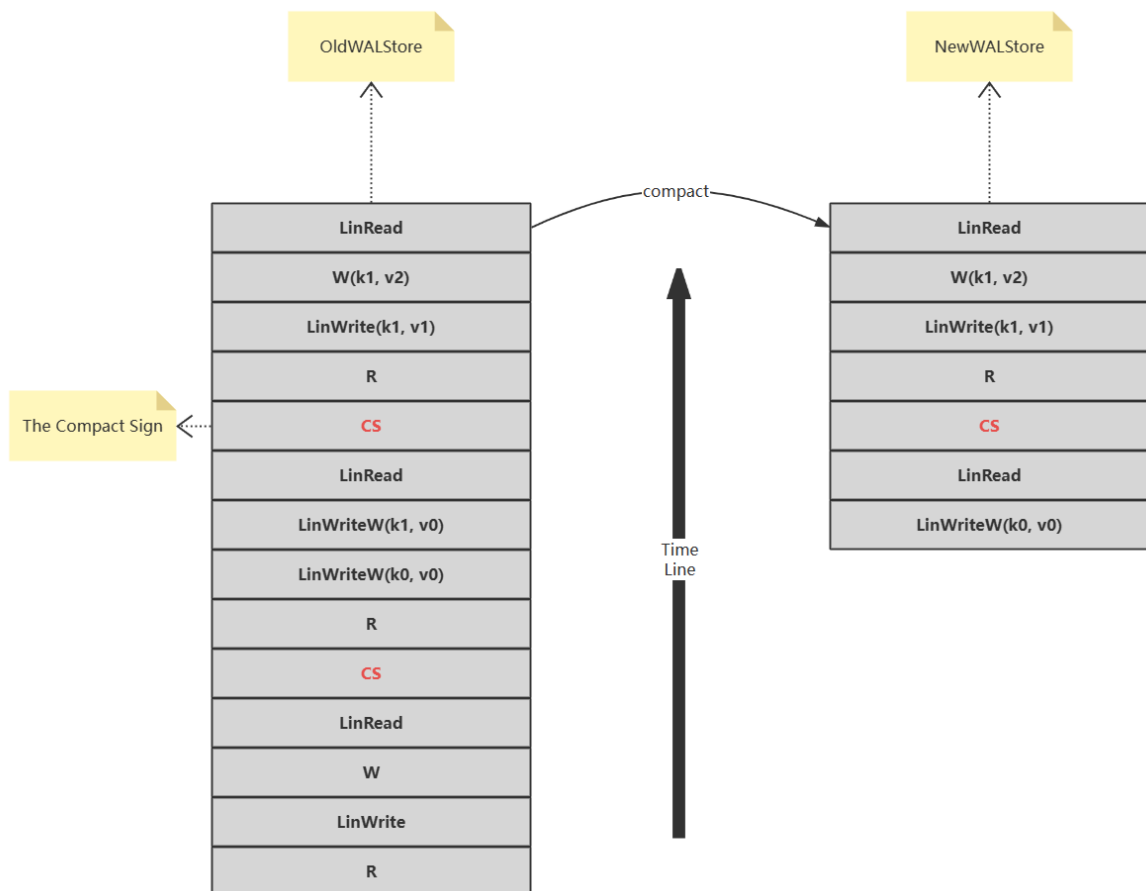 OldWALStore
NewWALStore
compact
LinRead
W(k1, v2)
LinWrite(k1, v1)
R
The Compact Sign
CS
LinRead
LinWriteW(k1, v0)
LinWriteW(k0, v0)
R
CS
LinRead
W
LinWrite
R
Time
Line
LinRead
W(k1, v2)
LinWrite(k1, v1)
R
CS
LinRead
LinWriteW(k0, v0)